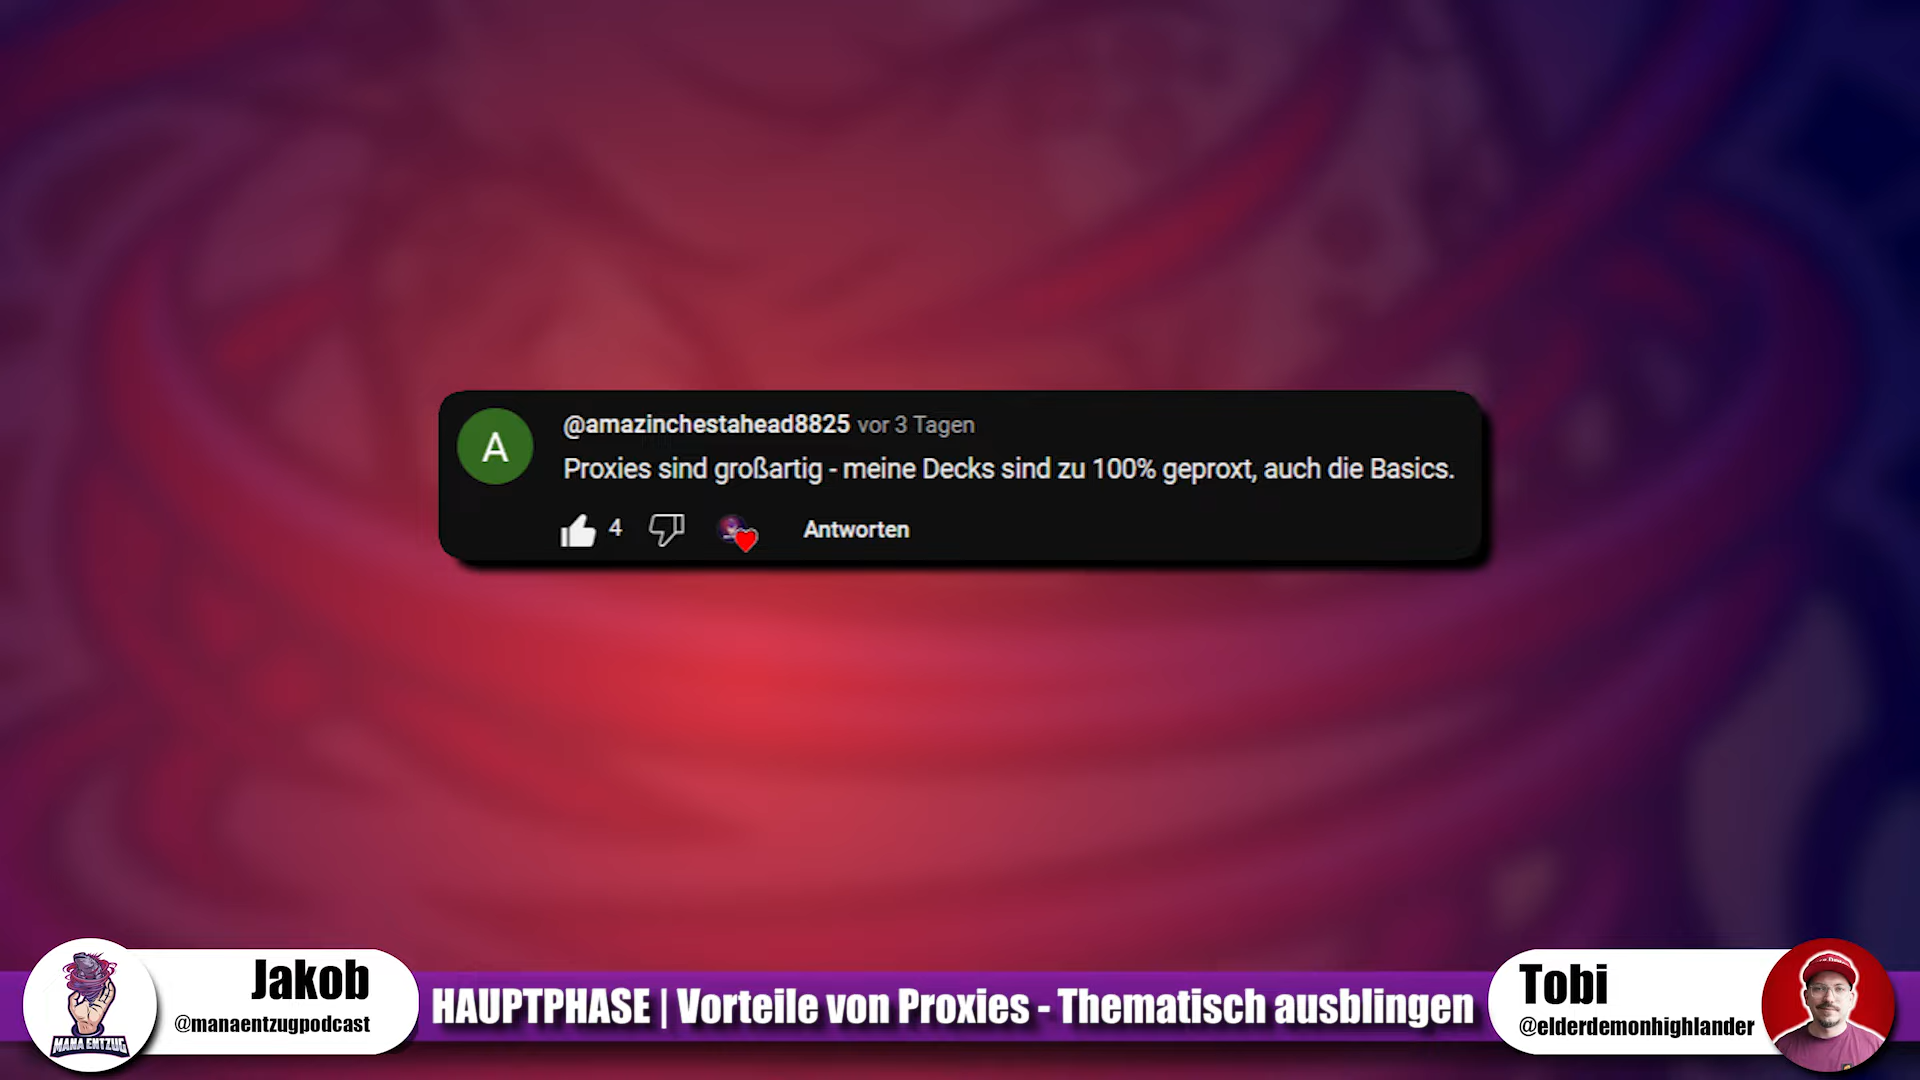 A
@amazinchestahead8825 vor 3 Tagen
Proxies sind großartig - meine Decks sind zu 100% geproxt, auch die Basics.
4
Antworten
MANA ENTZUG
Jakob
@manaentzugpodcast
HAUPTPHASE | Vorteile von Proxies - Thematisch ausblingen
Tobi
@elderdemonhighlander